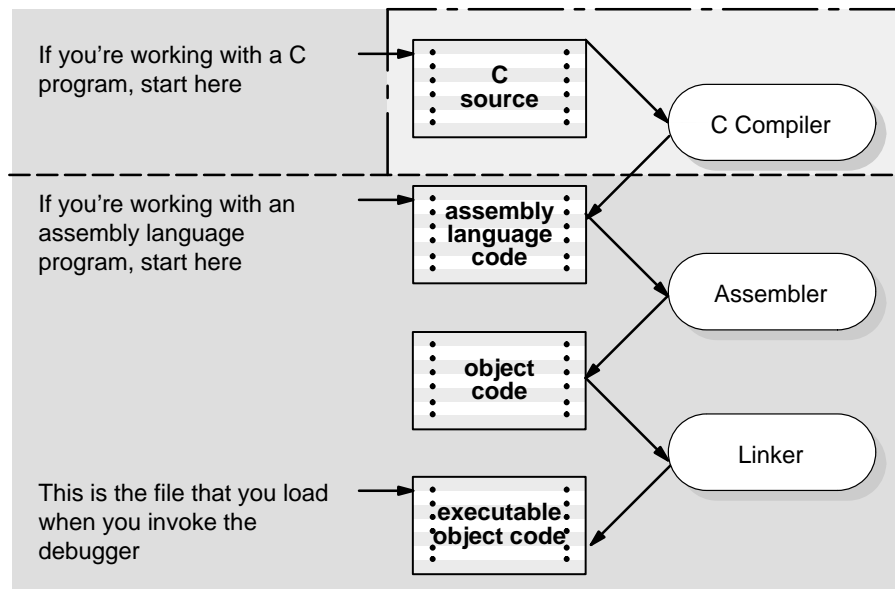 If you’re working with a C
program, start here
C
source
C Compiler
If you’re working with an
assembly language
program, start here
assembly
language
code
Assembler
object
code
Linker
This is the file that you load
when you invoke the
debugger
executable
object code